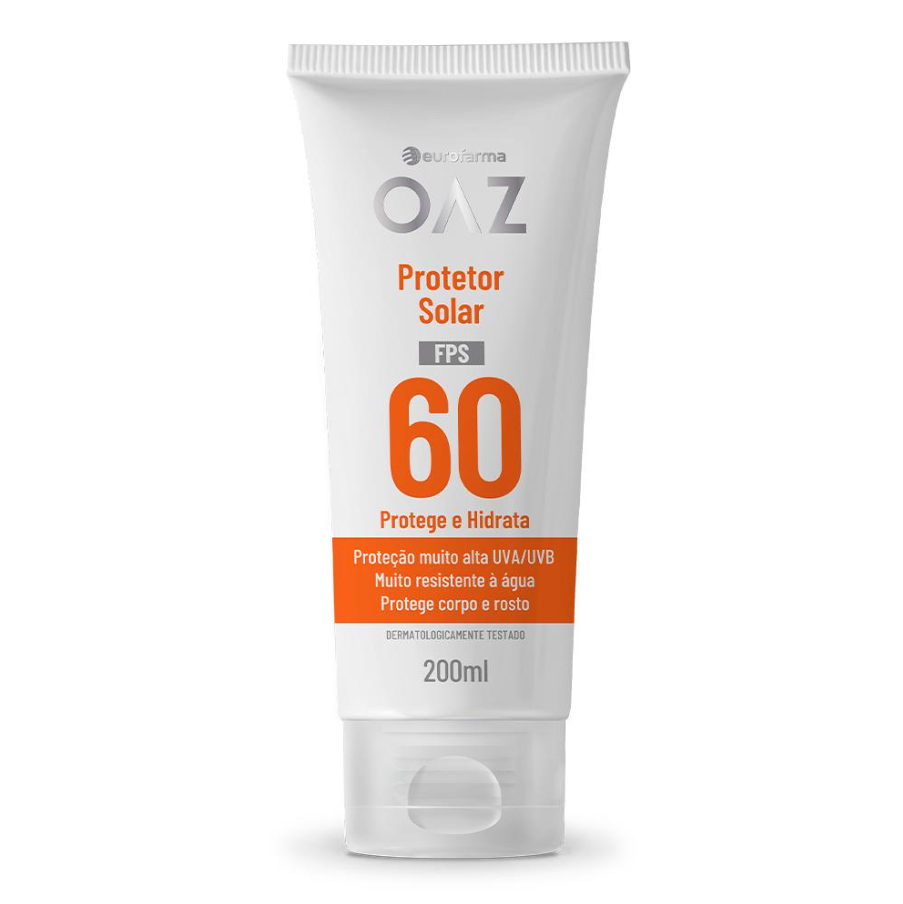 eurofarma
OAZ
Protetor
Solar
FPS
60
Protege e Hidrata
Proteção muito alta UVA/UVB
Muito resistente à água
Protege corpo e rosto
DERMATOLOGICAMENTE TESTADO
200ml